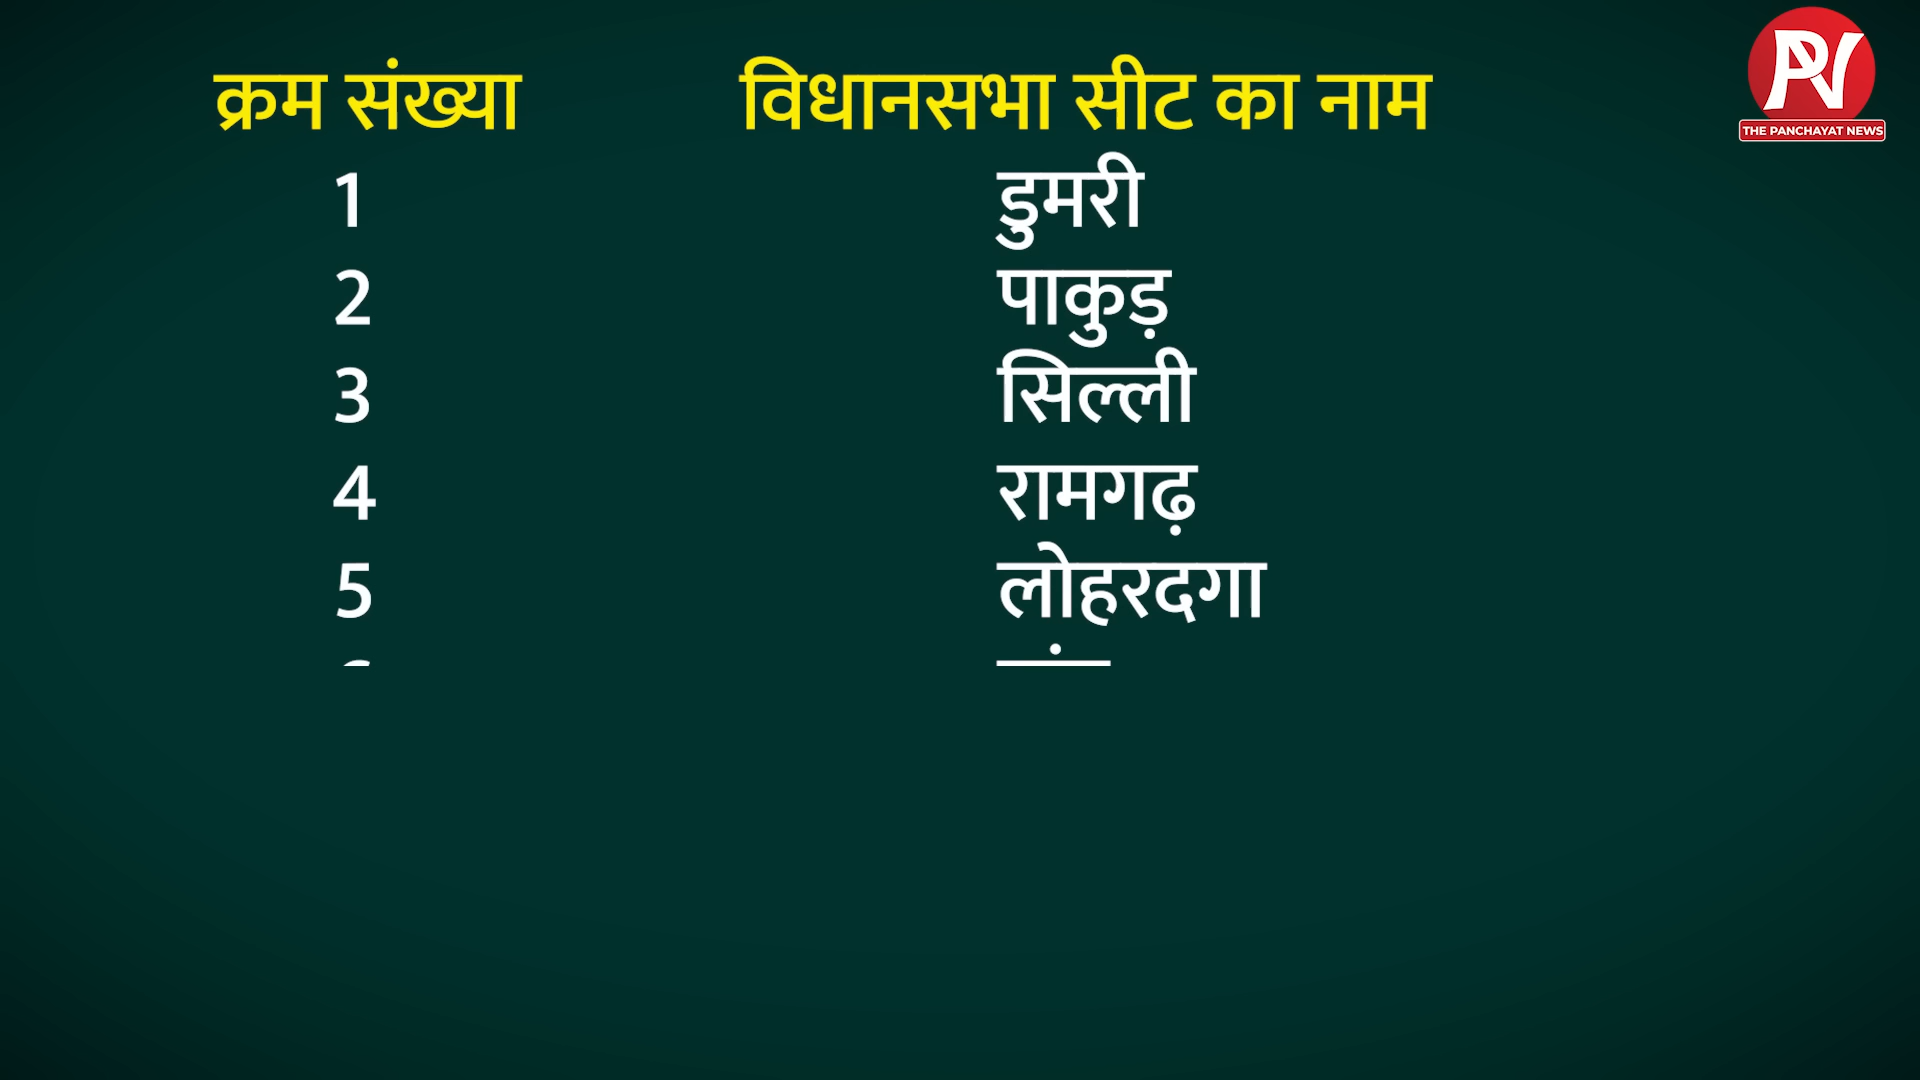 क्रम संख्या विधानसभा सीट का नाम
THE PANCHAYAT NEWS
1 डुमरी
2 पाकुड़
3 सिल्ली
4 रामगढ़
5 लोहरदगा